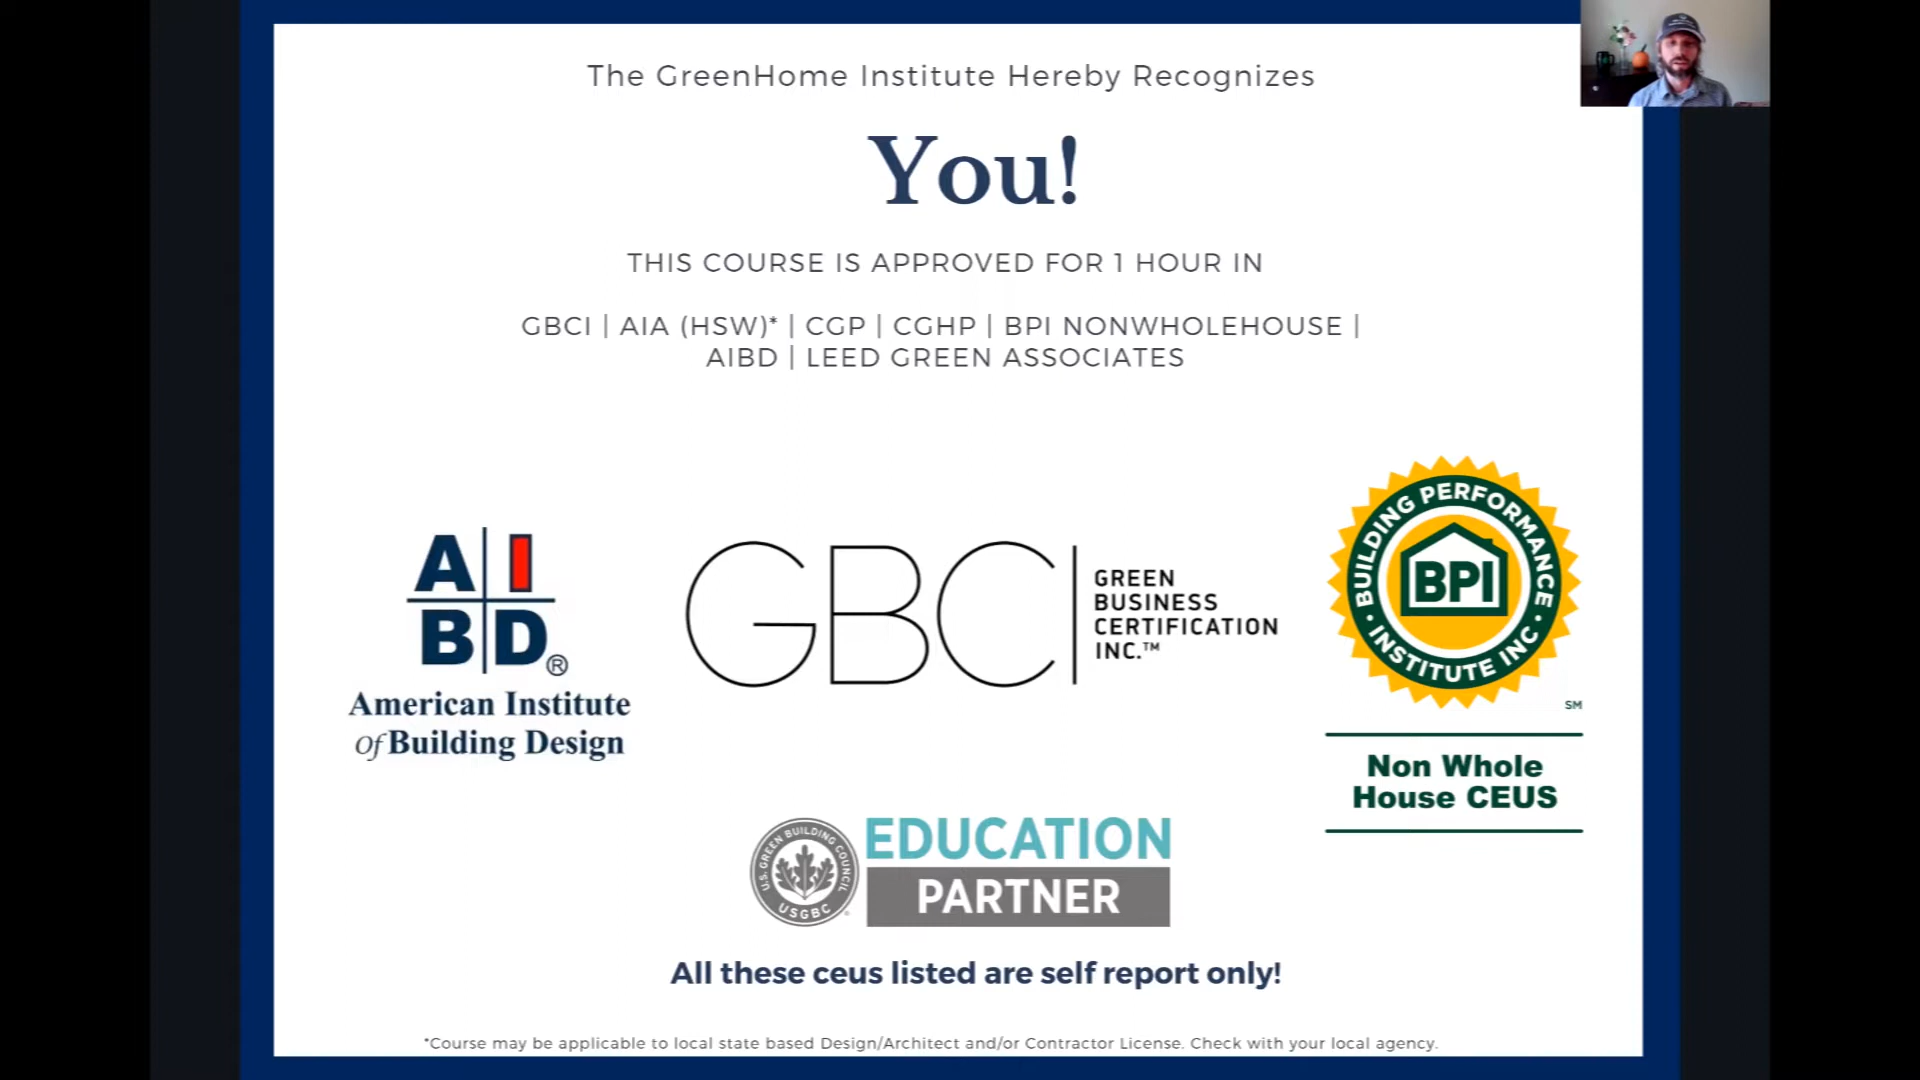 The GreenHome Institute Hereby Recognizes
You!
THIS COURSE IS APPROVED FOR 1 HOUR IN
GBCI | AIA (HSW)* | CGP | CGHP | BPI NONWHOLEHOUSE |
AIBD | LEED GREEN ASSOCIATES
A I
B D®
American Institute
Of Building Design
GBCI
GREEN
BUSINESS
CERTIFICATION
INC.™
BUILDING PERFORMANCE
BPI
• INSTITUTE INC •
SM
Non Whole
House CEUS
U.S. GREEN BUILDING COUNCIL
USGBC
EDUCATION
PARTNER
All these ceus listed are self report only!
*Course may be applicable to local state based Design/Architect and/or Contractor License. Check with your local agency.